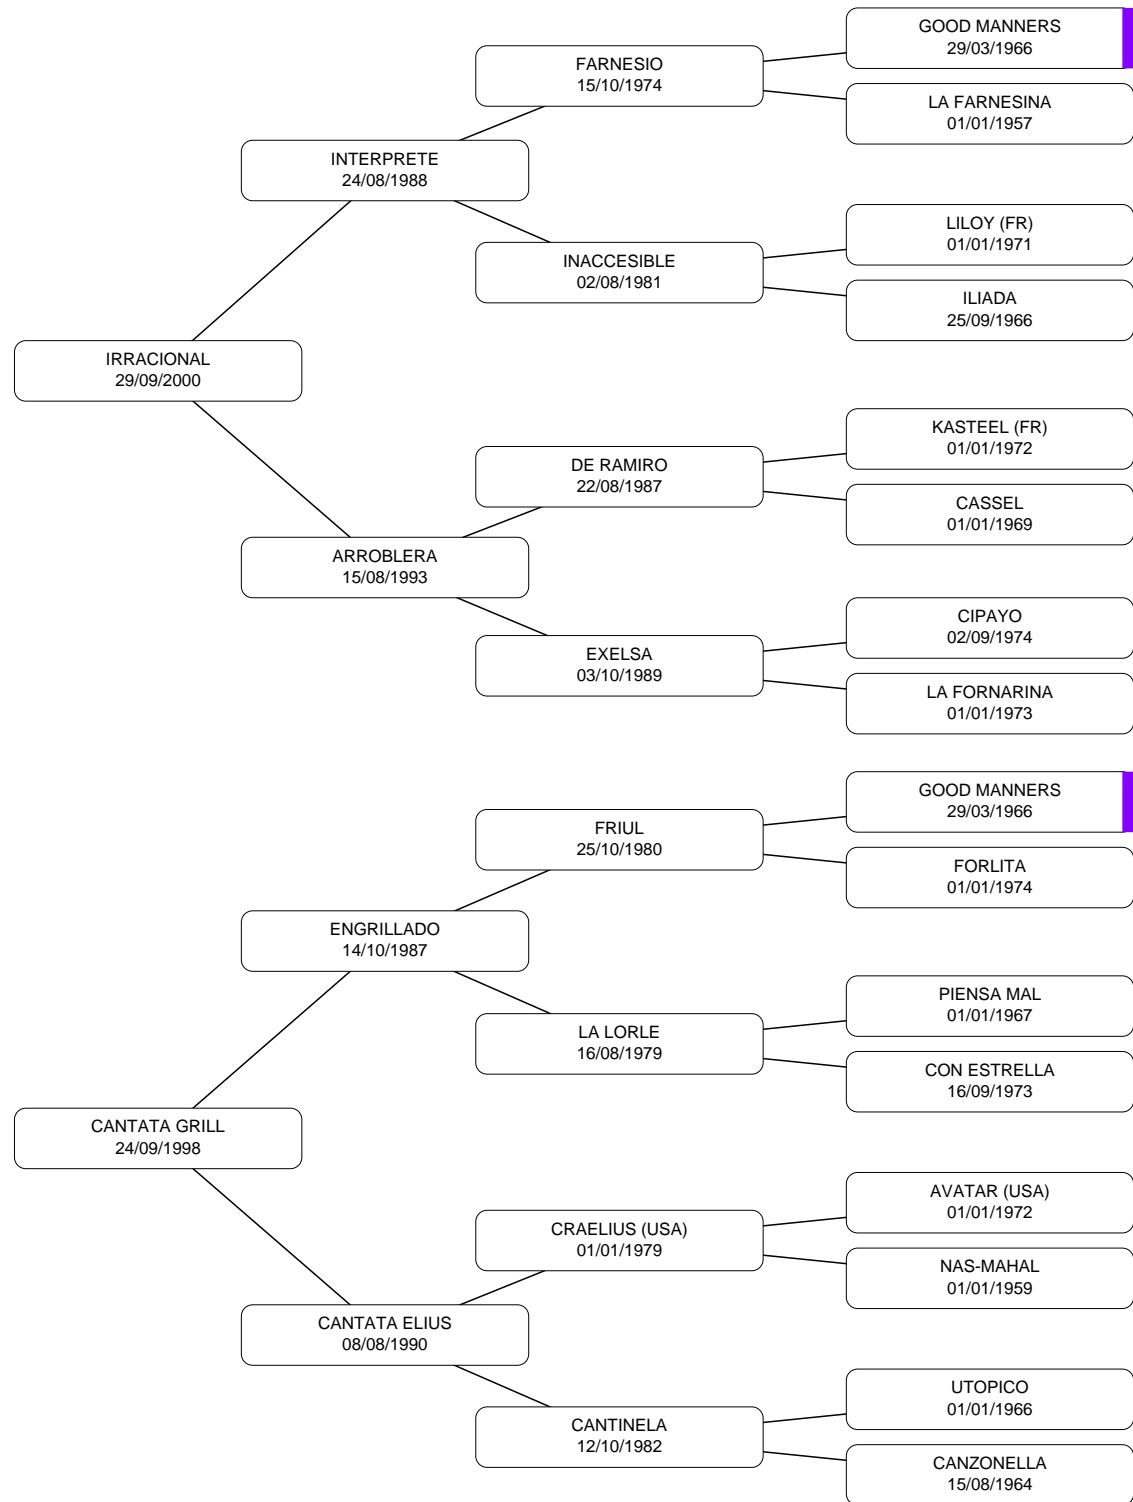 GOOD MANNERS
29/03/1966
FARNESIO
15/10/1974
LA FARNESINA
01/01/1957
INTERPRETE
24/08/1988
LILOY (FR)
01/01/1971
INACCESIBLE
02/08/1981
ILIADA
25/09/1966
IRRACIONAL
29/09/2000
KASTEEL (FR)
01/01/1972
DE RAMIRO
22/08/1987
CASSEL
01/01/1969
ARROBLERA
15/08/1993
CIPAYO
02/09/1974
EXELSA
03/10/1989
LA FORNARINA
01/01/1973
GOOD MANNERS
29/03/1966
FRIUL
25/10/1980
FORLITA
01/01/1974
ENGRILLADO
14/10/1987
PIENSA MAL
01/01/1967
LA LORLE
16/08/1979
CON ESTRELLA
16/09/1973
CANTATA GRILL
24/09/1998
AVATAR (USA)
01/01/1972
CRAELIUS (USA)
01/01/1979
NAS-MAHAL
01/01/1959
CANTATA ELIUS
08/08/1990
UTOPICO
01/01/1966
CANTINELA
12/10/1982
CANZONELLA
15/08/1964